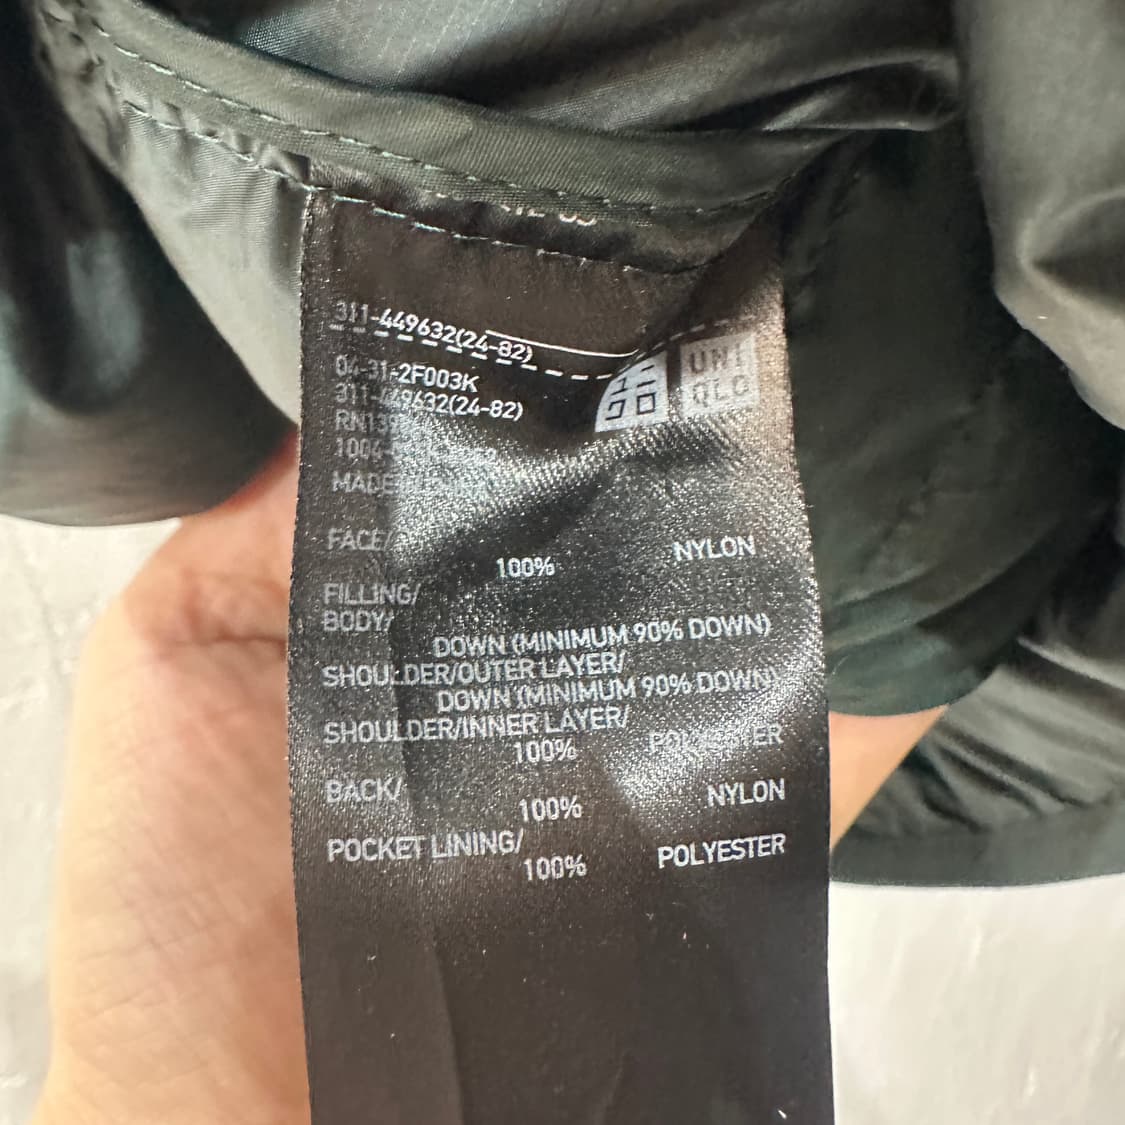 311-449632(24-82)
04-31-2F003K
311-449632(24-82)
UNI
QLO
FACE/
100% NYLON
FILLING/
BODY/
DOWN (MINIMUM 90% DOWN)
SHOULDER/OUTER LAYER/
DOWN (MINIMUM 90% DOWN)
SHOULDER/INNER LAYER/
100% POLYESTER
BACK/
100% NYLON
POCKET LINING/
100% POLYESTER